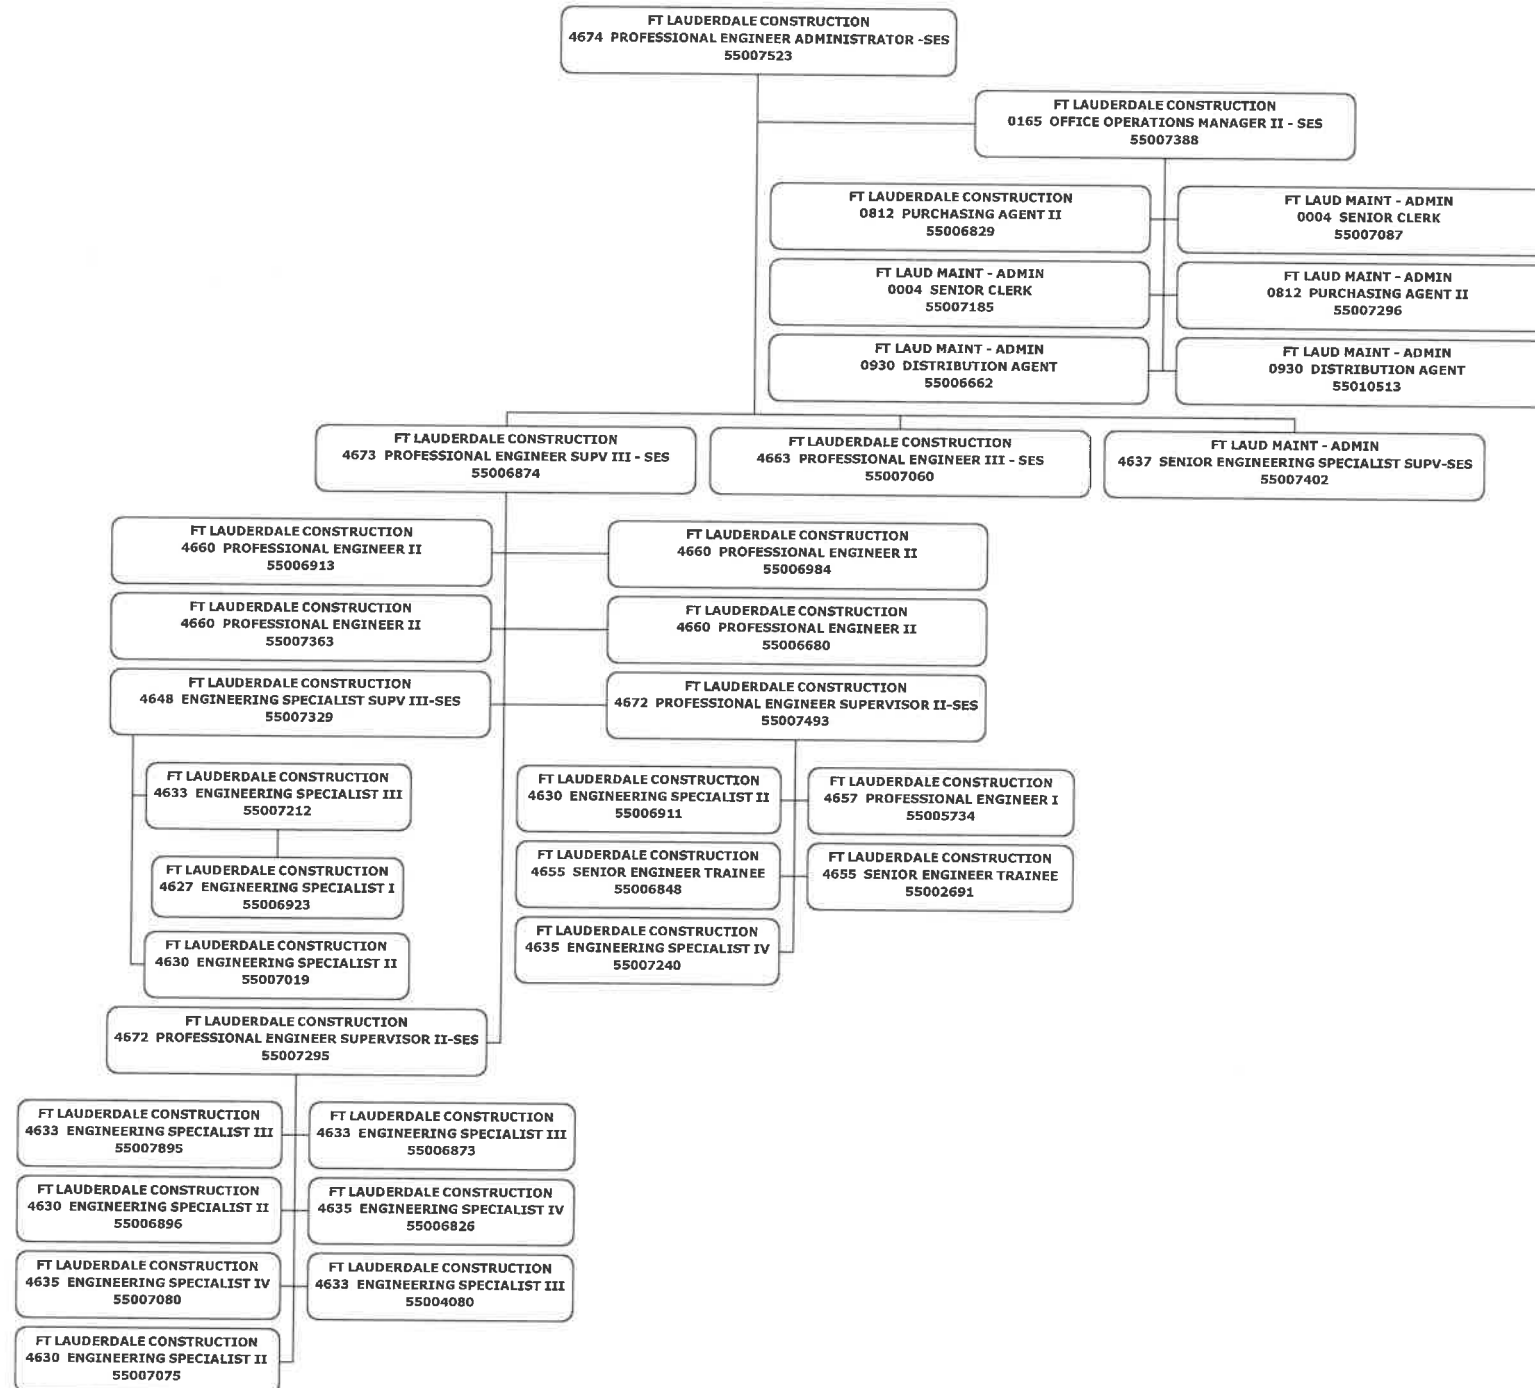 FT LAUDERDALE CONSTRUCTION
4674 PROFESSIONAL ENGINEER ADMINISTRATOR -SES
55007523
FT LAUDERDALE CONSTRUCTION
0165 OFFICE OPERATIONS MANAGER II - SES
55007388
FT LAUDERDALE CONSTRUCTION
0812 PURCHASING AGENT II
55006829
FT LAUD MAINT - ADMIN
0004 SENIOR CLERK
55007087
FT LAUD MAINT - ADMIN
0004 SENIOR CLERK
55007185
FT LAUD MAINT - ADMIN
0812 PURCHASING AGENT II
55007296
FT LAUD MAINT - ADMIN
0930 DISTRIBUTION AGENT
55006662
FT LAUD MAINT - ADMIN
0930 DISTRIBUTION AGENT
55010513
FT LAUDERDALE CONSTRUCTION
4673 PROFESSIONAL ENGINEER SUPV III - SES
55006874
FT LAUDERDALE CONSTRUCTION
4663 PROFESSIONAL ENGINEER III - SES
55007060
FT LAUD MAINT - ADMIN
4637 SENIOR ENGINEERING SPECIALIST SUPV-SES
55007402
FT LAUDERDALE CONSTRUCTION
4660 PROFESSIONAL ENGINEER II
55006913
FT LAUDERDALE CONSTRUCTION
4660 PROFESSIONAL ENGINEER II
55006984
FT LAUDERDALE CONSTRUCTION
4660 PROFESSIONAL ENGINEER II
55007363
FT LAUDERDALE CONSTRUCTION
4660 PROFESSIONAL ENGINEER II
55006680
FT LAUDERDALE CONSTRUCTION
4648 ENGINEERING SPECIALIST SUPV III-SES
55007329
FT LAUDERDALE CONSTRUCTION
4672 PROFESSIONAL ENGINEER SUPERVISOR II-SES
55007493
FT LAUDERDALE CONSTRUCTION
4633 ENGINEERING SPECIALIST III
55007212
FT LAUDERDALE CONSTRUCTION
4627 ENGINEERING SPECIALIST I
55006923
FT LAUDERDALE CONSTRUCTION
4630 ENGINEERING SPECIALIST II
55007019
FT LAUDERDALE CONSTRUCTION
4630 ENGINEERING SPECIALIST II
55006911
FT LAUDERDALE CONSTRUCTION
4657 PROFESSIONAL ENGINEER I
55005734
FT LAUDERDALE CONSTRUCTION
4655 SENIOR ENGINEER TRAINEE
55006848
FT LAUDERDALE CONSTRUCTION
4655 SENIOR ENGINEER TRAINEE
55002691
FT LAUDERDALE CONSTRUCTION
4635 ENGINEERING SPECIALIST IV
55007240
FT LAUDERDALE CONSTRUCTION
4672 PROFESSIONAL ENGINEER SUPERVISOR II-SES
55007295
FT LAUDERDALE CONSTRUCTION
4633 ENGINEERING SPECIALIST III
55007895
FT LAUDERDALE CONSTRUCTION
4633 ENGINEERING SPECIALIST III
55006873
FT LAUDERDALE CONSTRUCTION
4630 ENGINEERING SPECIALIST II
55006896
FT LAUDERDALE CONSTRUCTION
4635 ENGINEERING SPECIALIST IV
55006826
FT LAUDERDALE CONSTRUCTION
4635 ENGINEERING SPECIALIST IV
55007080
FT LAUDERDALE CONSTRUCTION
4633 ENGINEERING SPECIALIST III
55004080
FT LAUDERDALE CONSTRUCTION
4630 ENGINEERING SPECIALIST II
55007075